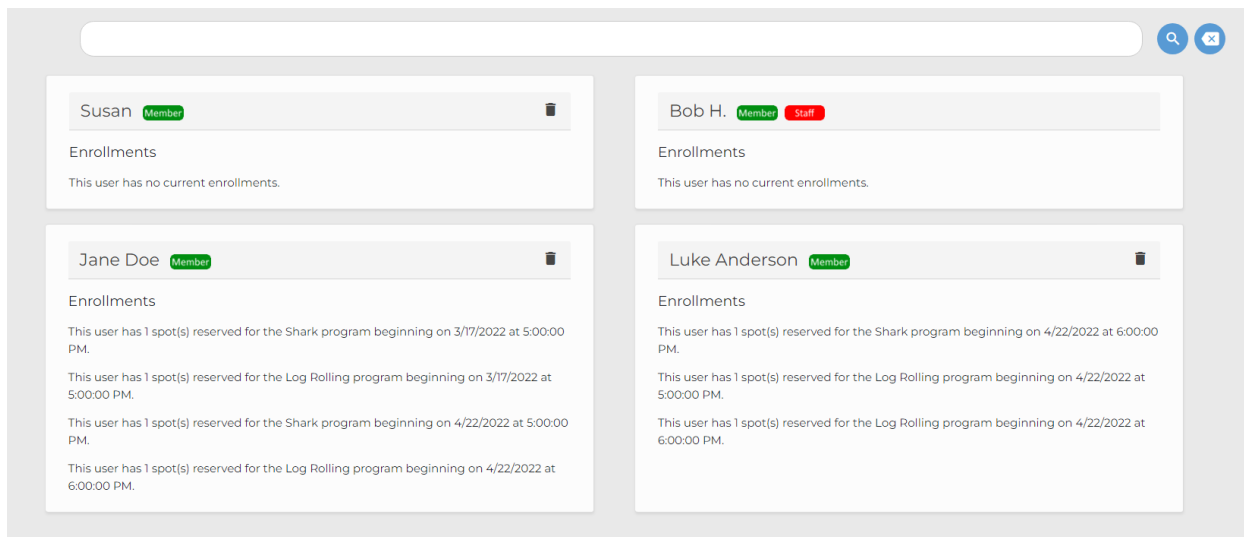 Susan Member
Enrollments
This user has no current enrollments.
Bob H. Member Staff
Enrollments
This user has no current enrollments.
Jane Doe Member
Enrollments
This user has 1 spot(s) reserved for the Shark program beginning on 3/17/2022 at 5:00:00
PM.
This user has 1 spot(s) reserved for the Log Rolling program beginning on 3/17/2022 at
5:00:00 PM.
This user has 1 spot(s) reserved for the Shark program beginning on 4/22/2022 at 5:00:00
PM.
This user has 1 spot(s) reserved for the Log Rolling program beginning on 4/22/2022 at
6:00:00 PM.
Luke Anderson Member
Enrollments
This user has 1 spot(s) reserved for the Shark program beginning on 4/22/2022 at 6:00:00
PM.
This user has 1 spot(s) reserved for the Log Rolling program beginning on 4/22/2022 at
5:00:00 PM.
This user has 1 spot(s) reserved for the Log Rolling program beginning on 4/22/2022 at
6:00:00 PM.